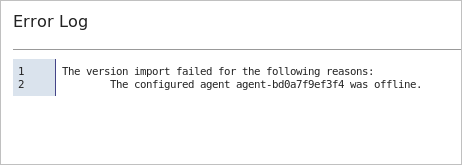 Error Log
1 The version import failed for the following reasons:
2 The configured agent agent-bd0a7f9ef3f4 was offline.